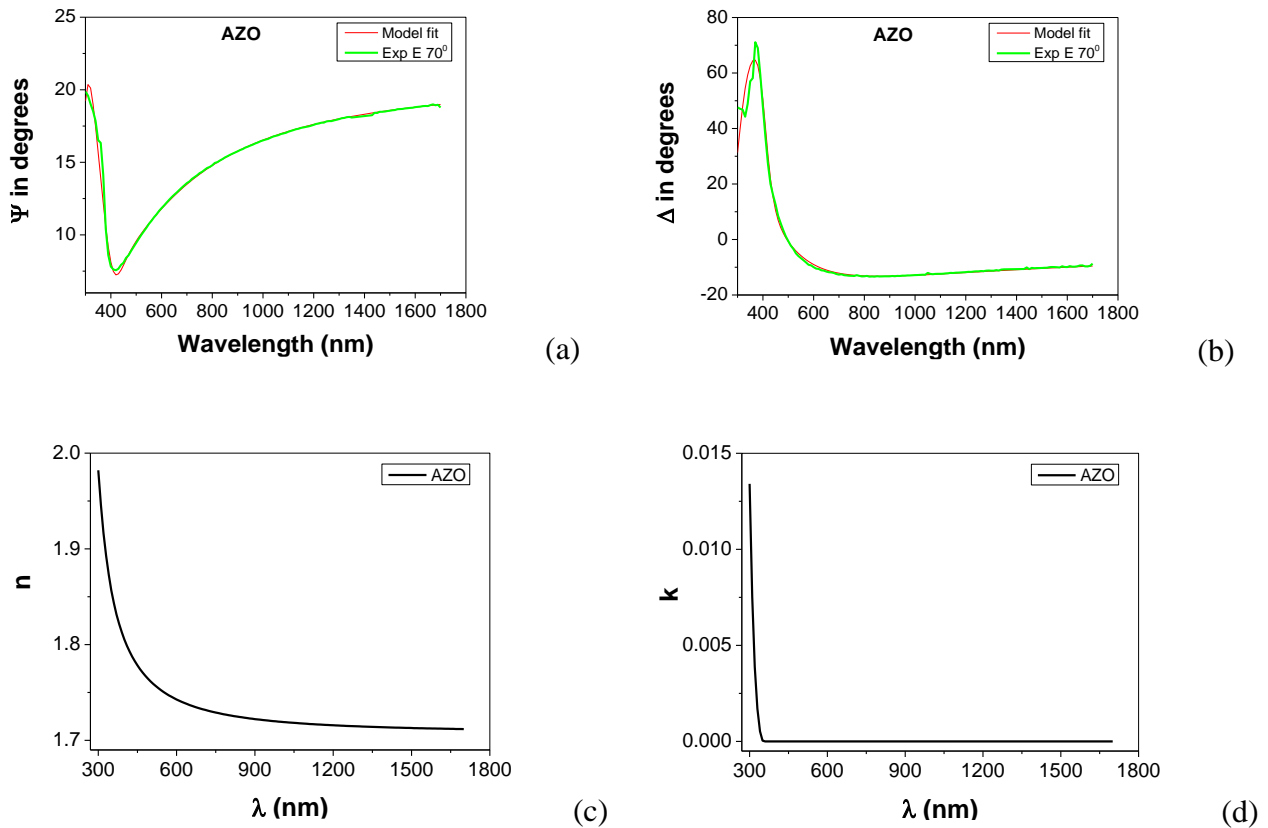 25
20
15
10
Ψ in degrees
AZO
Model fit
Exp E 70⁰
400 600 800 1000 1200 1400 1600 1800
Wavelength (nm)
(a)
80
60
40
20
0
-20
Δ in degrees
AZO
Model fit
Exp E 70⁰
400 600 800 1000 1200 1400 1600 1800
Wavelength (nm)
(b)
2.0
1.9
1.8
1.7
n
AZO
300 600 900 1200 1500 1800
λ (nm)
(c)
0.015
0.010
0.005
0.000
k
AZO
300 600 900 1200 1500 1800
λ (nm)
(d)